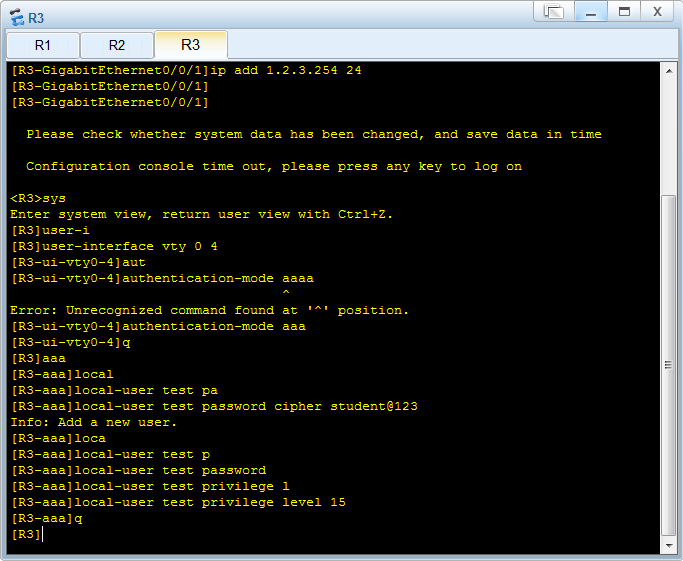 R3
R1
R2
R3
[R3-GigabitEthernet0/0/1]ip add 1.2.3.254 24
[R3-GigabitEthernet0/0/1]
[R3-GigabitEthernet0/0/1]
Please check whether system data has been changed, and save data in time
Configuration console time out, please press any key to log on
<R3>sys
Enter system view, return user view with Ctrl+Z.
[R3]user-i
[R3]user-interface vty 0 4
[R3-ui-vty0-4]aut
[R3-ui-vty0-4]authentication-mode aaaa
^
Error: Unrecognized command found at '^' position.
[R3-ui-vty0-4]authentication-mode aaa
[R3-ui-vty0-4]q
[R3]aaa
[R3-aaa]local
[R3-aaa]local-user test pa
[R3-aaa]local-user test password cipher student@123
Info: Add a new user.
[R3-aaa]loca
[R3-aaa]local-user test p
[R3-aaa]local-user test password
[R3-aaa]local-user test privilege l
[R3-aaa]local-user test privilege level 15
[R3-aaa]q
[R3]